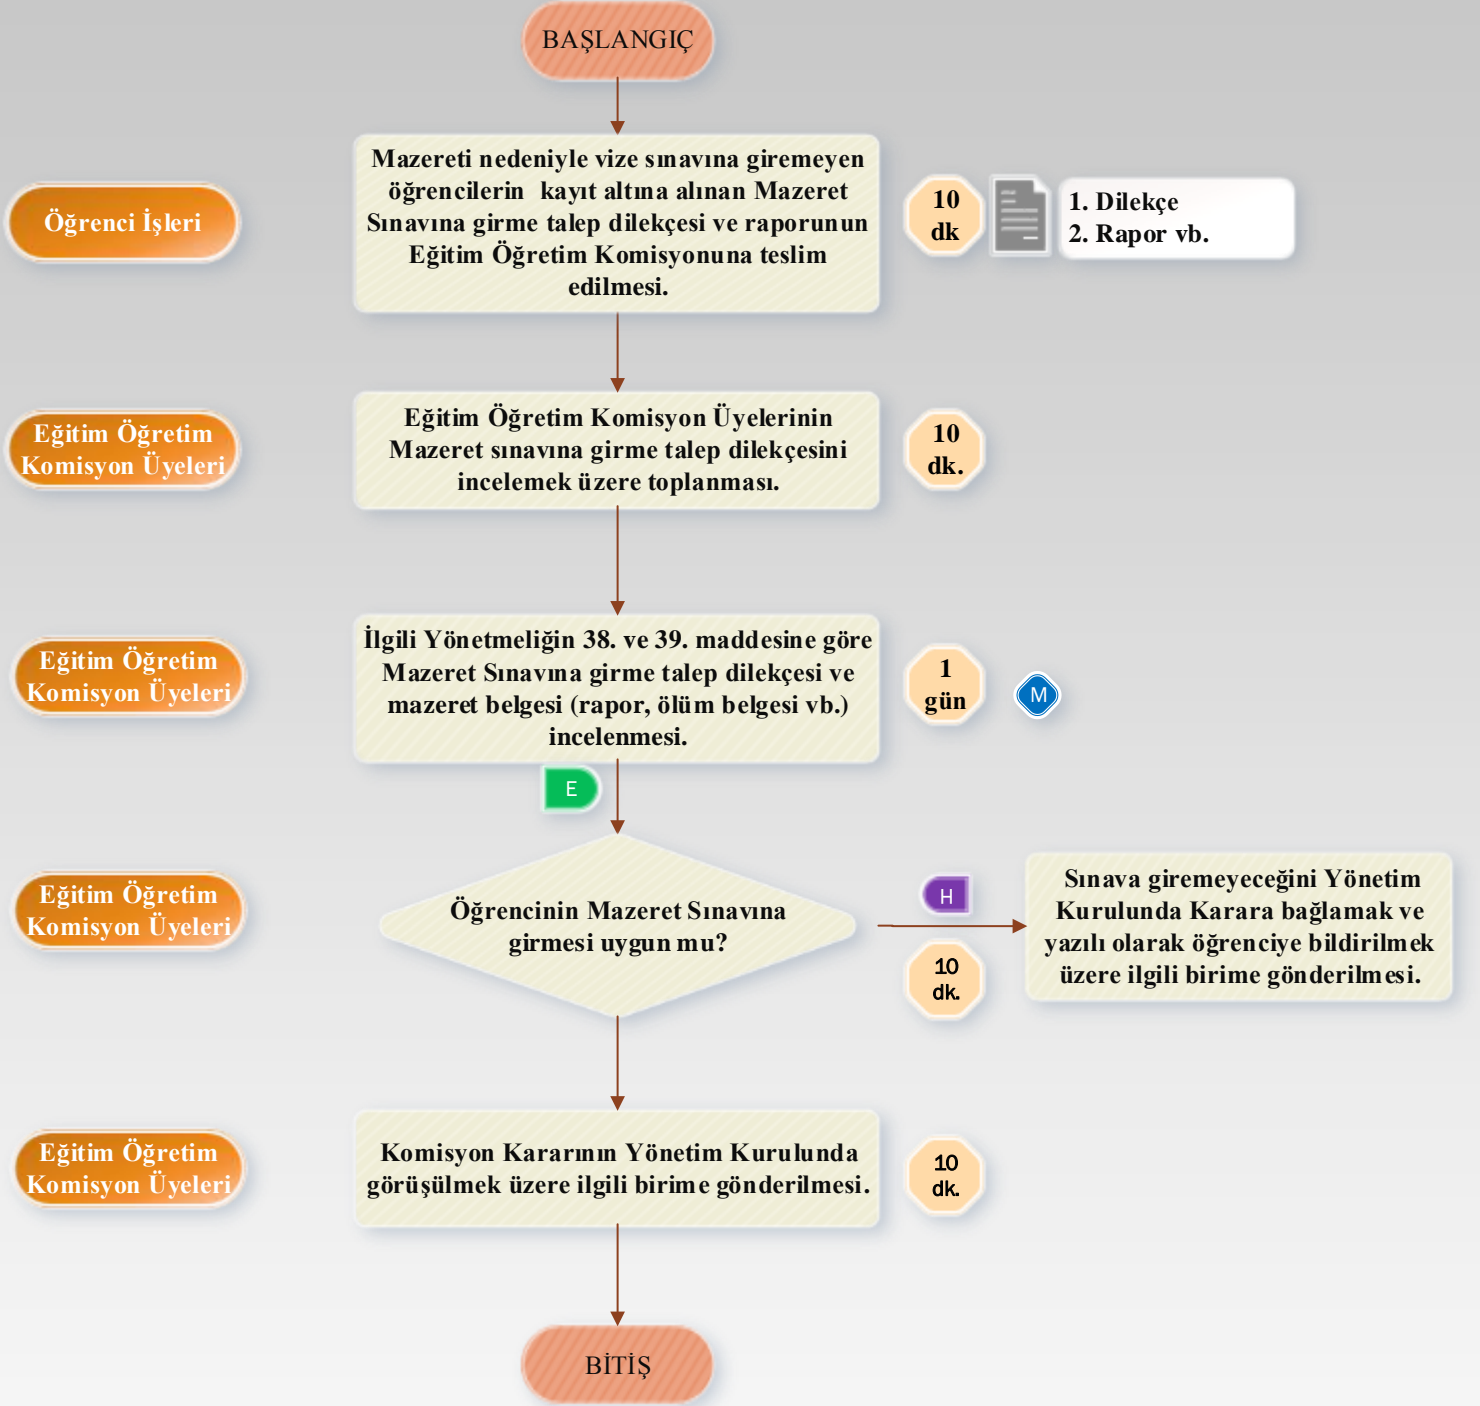 BAŞLANGIÇ
Öğrenci İşleri
Mazereti nedeniyle vize sınavına giremeyen
öğrencilerin kayıt altına alınan Mazeret
Sınavına girme talep dilekçesi ve raporunun
Eğitim Öğretim Komisyonuna teslim
edilmesi.
10
dk
1. Dilekçe
2. Rapor vb.
Eğitim Öğretim
Komisyon Üyeleri
Eğitim Öğretim Komisyon Üyelerinin
Mazeret sınavına girme talep dilekçesini
incelemek üzere toplanması.
10
dk.
Eğitim Öğretim
Komisyon Üyeleri
İlgili Yönetmeliğin 38. ve 39. maddesine göre
Mazeret Sınavına girme talep dilekçesi ve
mazeret belgesi (rapor, ölüm belgesi vb.)
incelenmesi.
1
gün
M
E
Eğitim Öğretim
Komisyon Üyeleri
Öğrencinin Mazeret Sınavına
girmesi uygun mu?
H
10
dk.
Sınava giremeyeceğini Yönetim
Kurulunda Karara bağlamak ve
yazılı olarak öğrenciye bildirilmek
üzere ilgili birime gönderilmesi.
Eğitim Öğretim
Komisyon Üyeleri
Komisyon Kararının Yönetim Kurulunda
görüşülmek üzere ilgili birime gönderilmesi.
10
dk.
BİTİŞ